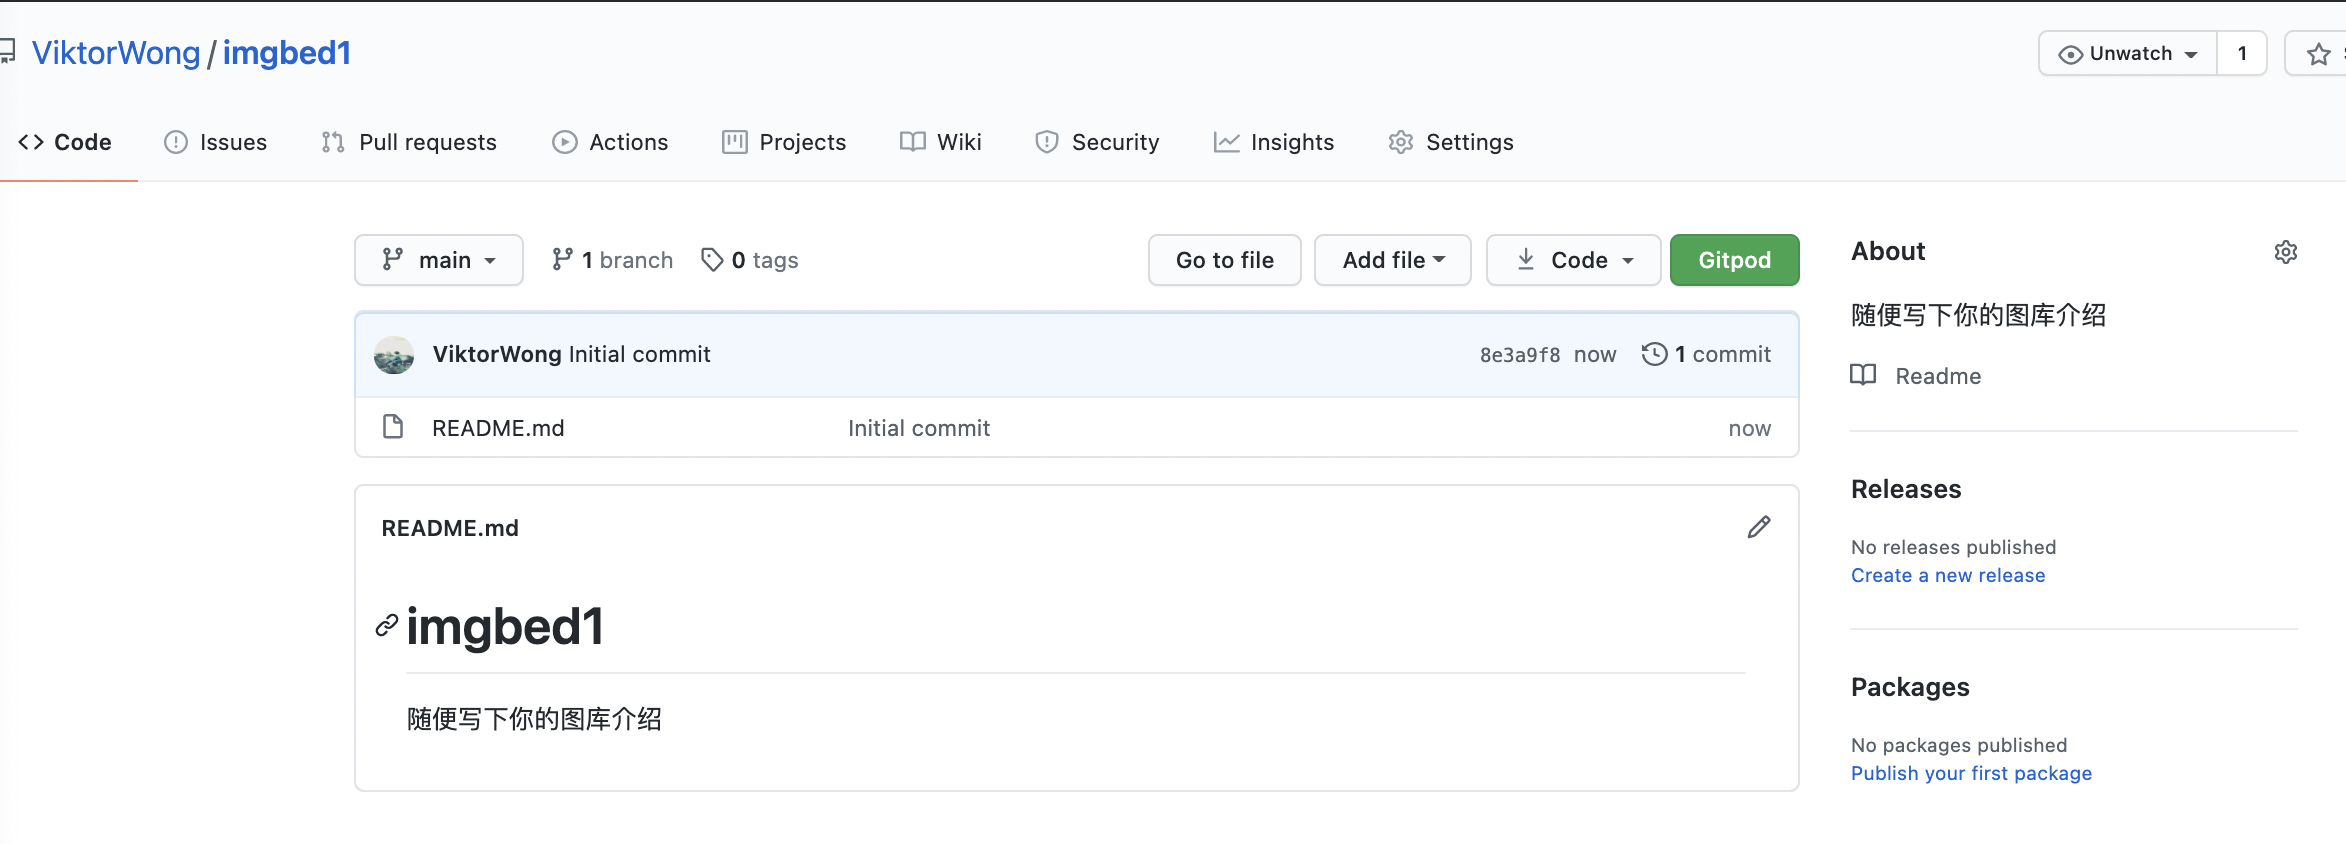 ViktorWong / imgbed1
Unwatch 1
Code Issues Pull requests Actions Projects Wiki Security Insights Settings
main 1 branch 0 tags Go to file Add file Code Gitpod
ViktorWong Initial commit 8e3a9f8 now 1 commit
README.md Initial commit now
README.md
imgbed1
随便写下你的图库介绍
About
随便写下你的图库介绍
Readme
Releases
No releases published
Create a new release
Packages
No packages published
Publish your first package